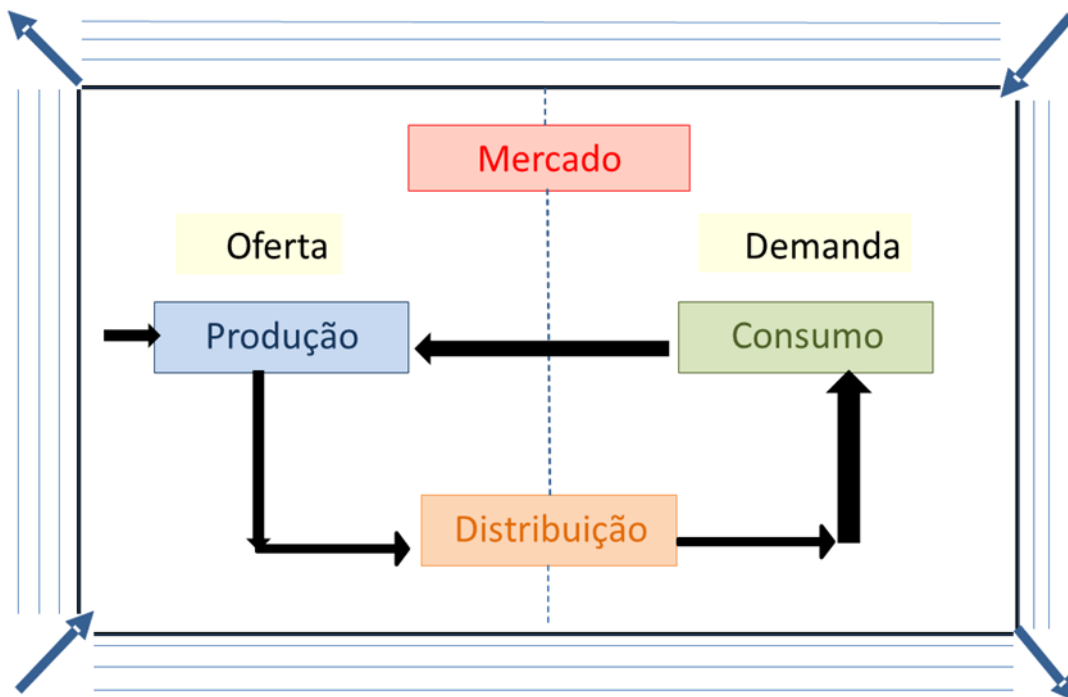 Mercado
Oferta
Demanda
Produção
Consumo
Distribuição